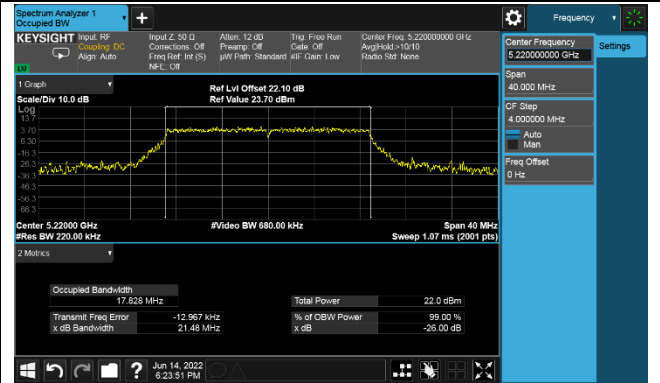 Spectrum Analyzer 1
Occupied BW
+
Frequency
KEYSIGHT Input: RF
Coupling: DC
Align: Auto
LM
Input Z: 50 Ω
Corrections: Off
Freq Ref: Int (S)
NFE: Off
Atten: 12 dB
Preamp: Off
µW Path: Standard
Trig: Free Run
Gate: Off
#IF Gain: Low
Center Freq: 5.220000000 GHz
Avg|Hold:>10/10
Radio Std: None
Center Frequency
5.220000000 GHz
Settings
Span
40.000 MHz
CF Step
4.000000 MHz
Auto
Man
Freq Offset
0 Hz
1 Graph
Scale/Div 10.0 dB
Ref Lvl Offset 22.10 dB
Ref Value 23.70 dBm
Log
13.7
3.70
-6.30
-16.3
-26.3
-36.3
-46.3
-56.3
-66.3
Center 5.22000 GHz
#Res BW 220.00 kHz
#Video BW 680.00 kHz
Span 40 MHz
Sweep 1.07 ms (2001 pts)
2 Metrics
Occupied Bandwidth
17.828 MHz
Transmit Freq Error -12.967 kHz
x dB Bandwidth 21.48 MHz
Total Power 22.0 dBm
% of OBW Power 99.00 %
x dB -26.00 dB
?
Jun 14, 2022
6:23:51 PM